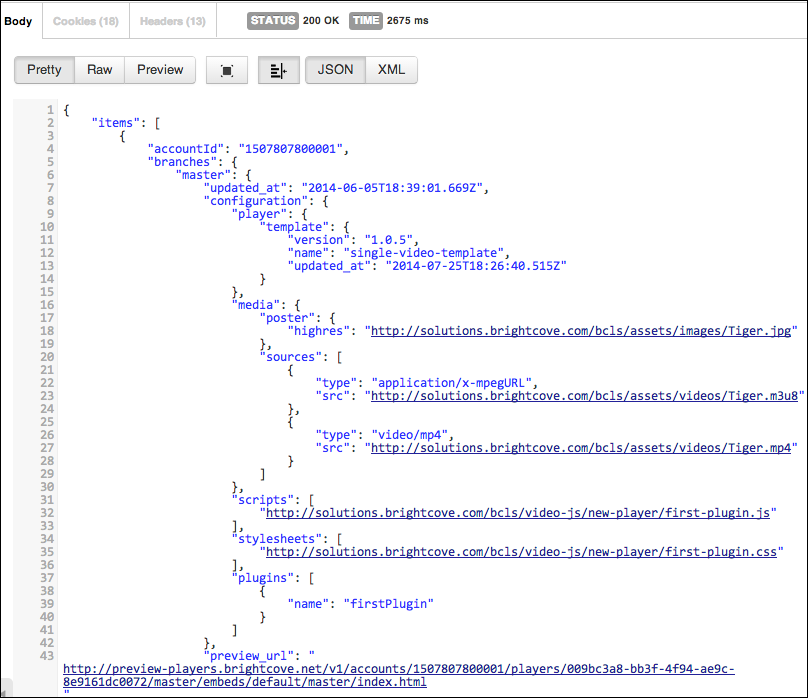 Body Cookies (18) Headers (13) STATUS 200 OK TIME 2675 ms
Pretty Raw Preview JSON XML
1 {
2 "items": [
3 {
4 "accountId": "1507807800001",
5 "branches": {
6 "master": {
7 "updated_at": "2014-06-05T18:39:01.669Z",
8 "configuration": {
9 "player": {
10 "template": {
11 "version": "1.0.5",
12 "name": "single-video-template",
13 "updated_at": "2014-07-25T18:26:40.515Z"
14 }
15 },
16 "media": {
17 "poster": {
18 "highres": "http://solutions.brightcove.com/bcls/assets/images/Tiger.jpg"
19 },
20 "sources": [
21 {
22 "type": "application/x-mpegURL",
23 "src": "http://solutions.brightcove.com/bcls/assets/videos/Tiger.m3u8"
24 },
25 {
26 "type": "video/mp4",
27 "src": "http://solutions.brightcove.com/bcls/assets/videos/Tiger.mp4"
28 }
29 ]
30 },
31 "scripts": [
32 "http://solutions.brightcove.com/bcls/video-js/new-player/first-plugin.js"
33 ],
34 "stylesheets": [
35 "http://solutions.brightcove.com/bcls/video-js/new-player/first-plugin.css"
36 ],
37 "plugins": [
38 {
39 "name": "firstPlugin"
40 }
41 ]
42 },
43 "preview_url": "
http://preview-players.brightcove.net/v1/accounts/1507807800001/players/009bc3a8-bb3f-4f94-ae9c-
8e9161dc0072/master/embeds/default/master/index.html
"